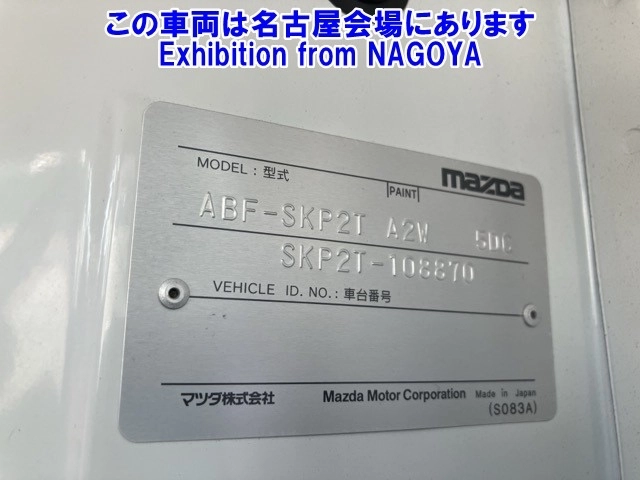 この車両は名古屋会場にあります
Exhibition from NAGOYA
mazda
MODEL : 型式
PAINT
ABF-SKP2T A2W 5DC
SKP2T-108870
VEHICLE ID. NO. : 車台番号
マツダ株式会社 Mazda Motor Corporation Made in Japan
(S083A)